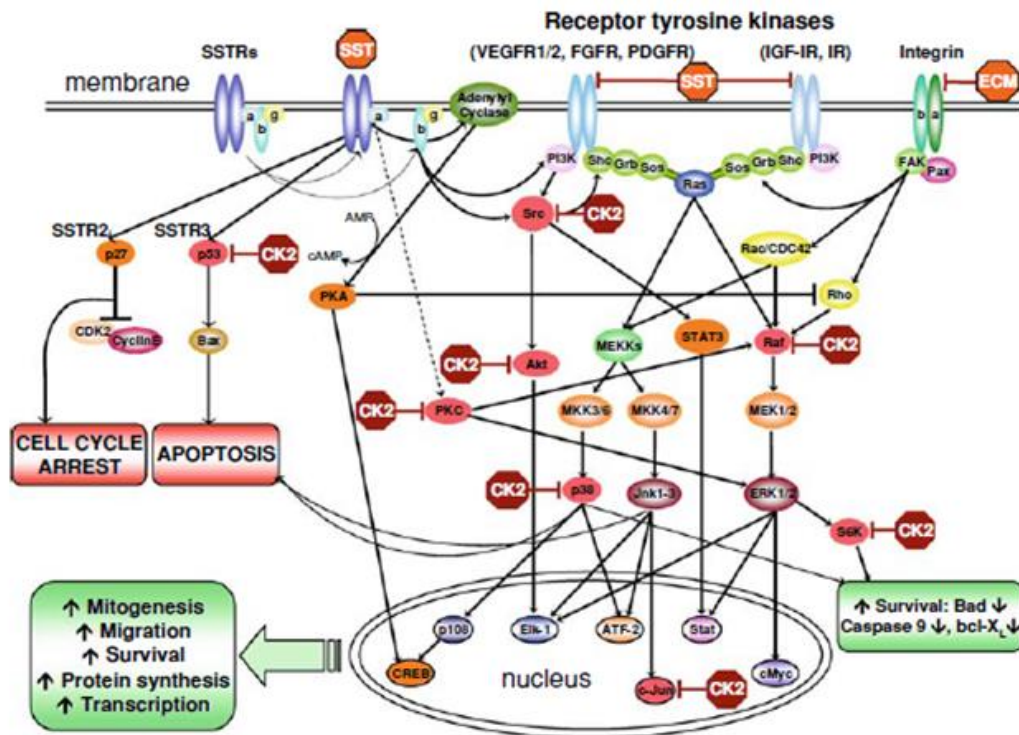 Receptor tyrosine kinases
SSTRs
SST
(VEGFR1/2, FGFR, PDGFR)
(IGF-IR, IR)
Integrin
membrane
SST
ECM
a
b
g
a
b
g
Adenylyl
Cyclase
b
a
PI3K
Shc
Grb
Sos
Ras
Sos
Grb
Shc
PI3K
FAK
Pax
Src
CK2
SSTR2
SSTR3
AMP
p27
p53
CK2
cAMP
Rac/CDC42
PKA
Rho
CDK2
CyclinE
Bax
MEKKs
STAT3
Raf
CK2
CK2
Akt
CK2
PKC
MKK3/6
MKK4/7
MEK1/2
CELL CYCLE
ARREST
APOPTOSIS
CK2
p38
Jnk1-3
ERK1/2
S6K
CK2
↑ Mitogenesis
↑ Migration
↑ Survival
↑ Protein synthesis
↑ Transcription
↑ Survival: Bad ↓
Caspase 9 ↓, bcl-XL↓
p108
Elk-1
ATF-2
Stat
CREB
nucleus
c-Jun
CK2
cMyc